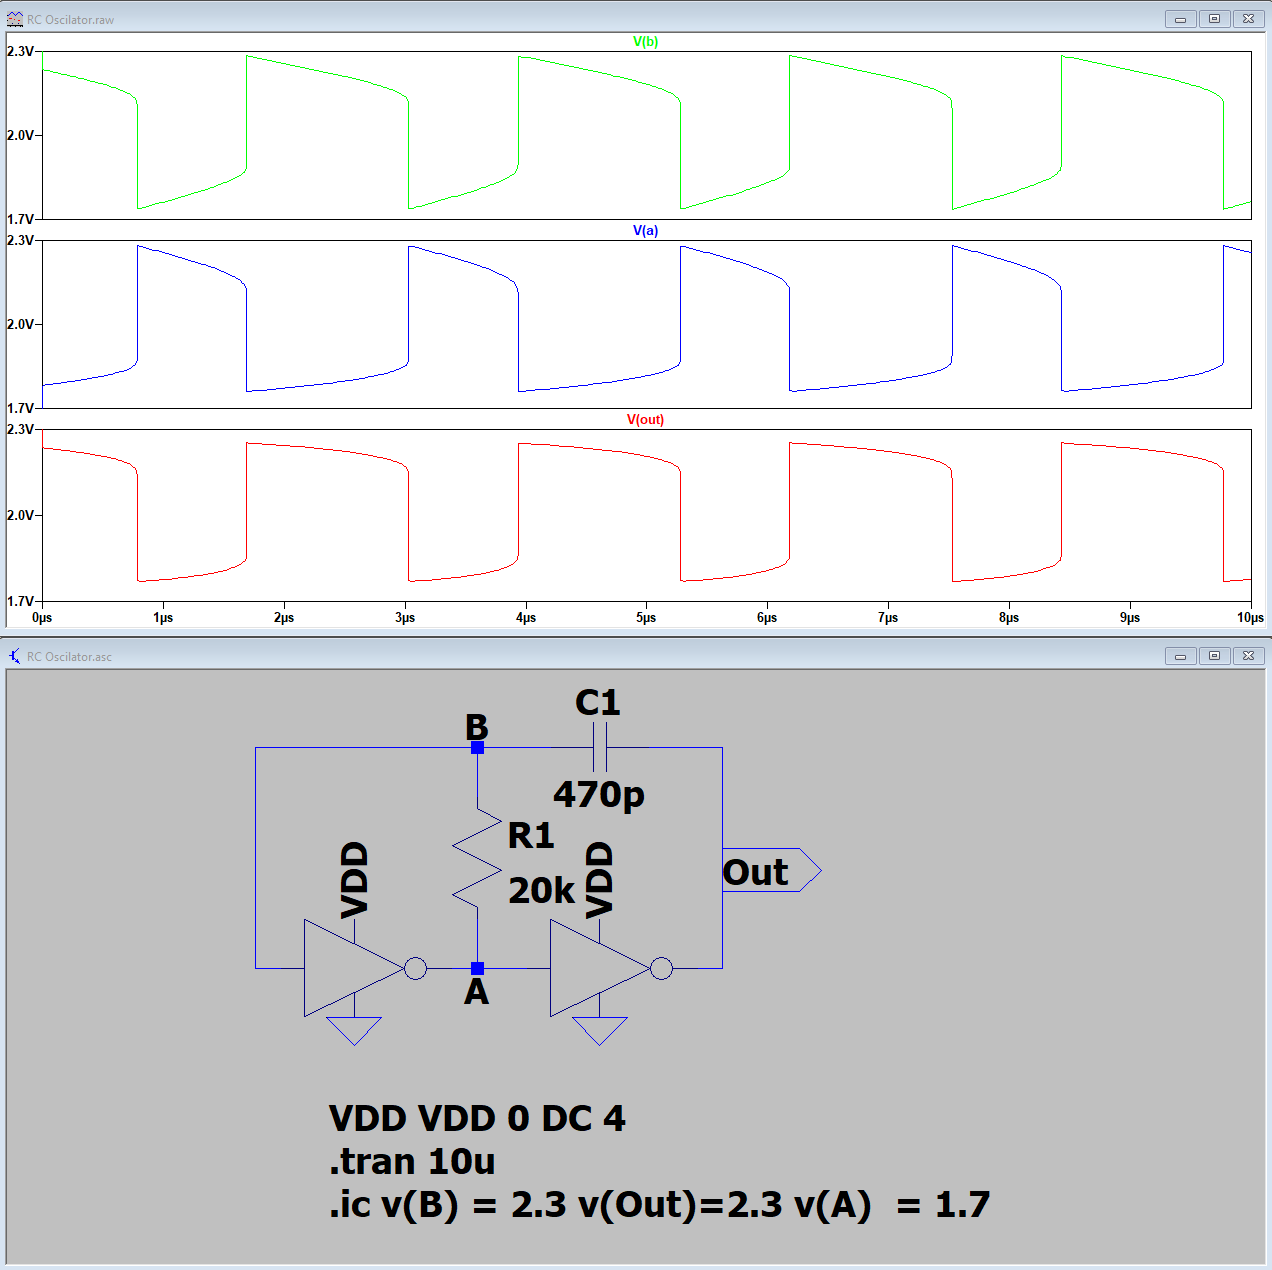 RC Oscilator.raw
V(b)
2.3V
2.0V
1.7V
V(a)
2.3V
2.0V
1.7V
V(out)
2.3V
2.0V
1.7V
0µs 1µs 2µs 3µs 4µs 5µs 6µs 7µs 8µs 9µs 10µs
RC Oscilator.asc
C1
B
470p
R1
VDD
VDD
Out
20k
A
VDD VDD 0 DC 4
.tran 10u
.ic v(B) = 2.3 v(Out)=2.3 v(A)  = 1.7